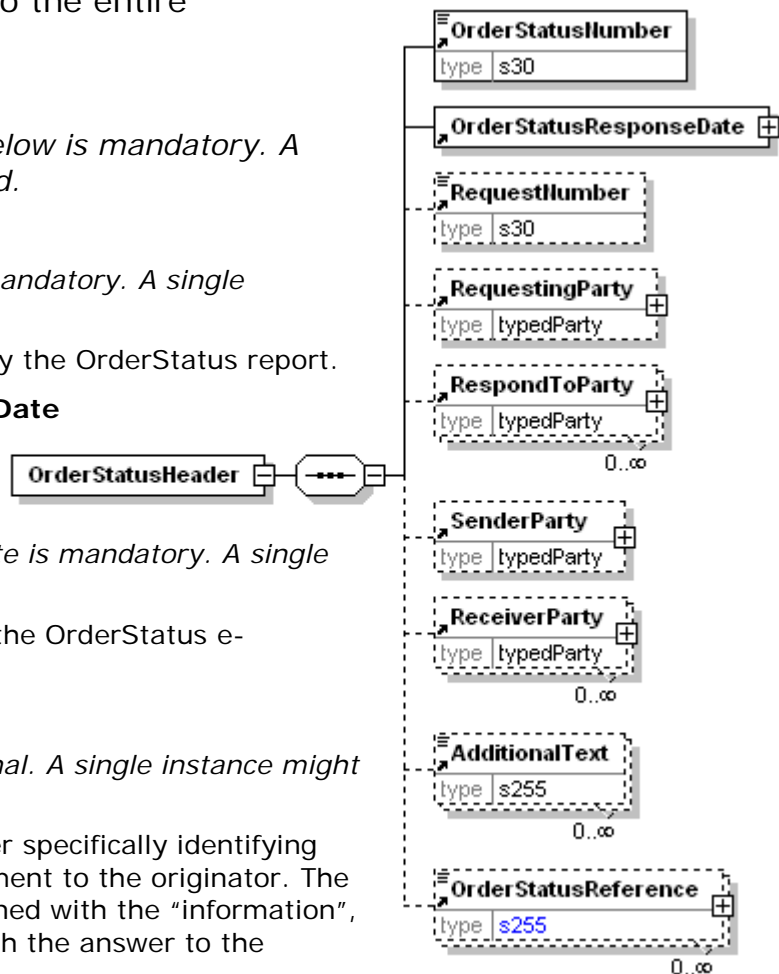 o the entire
elow is mandatory. A
d.
andatory. A single
y the OrderStatus report.
Date
te is mandatory. A single
the OrderStatus e-
nal. A single instance might
er specifically identifying
nent to the originator. The
ned with the “information”,
th the answer to the
OrderStatusHeader
OrderStatusNumber
type s30
OrderStatusResponseDate
RequestNumber
type s30
RequestingParty
type typedParty
RespondToParty
type typedParty
0..∞
SenderParty
type typedParty
ReceiverParty
type typedParty
0..∞
AdditionalText
type s255
0..∞
OrderStatusReference
type s255
0..∞